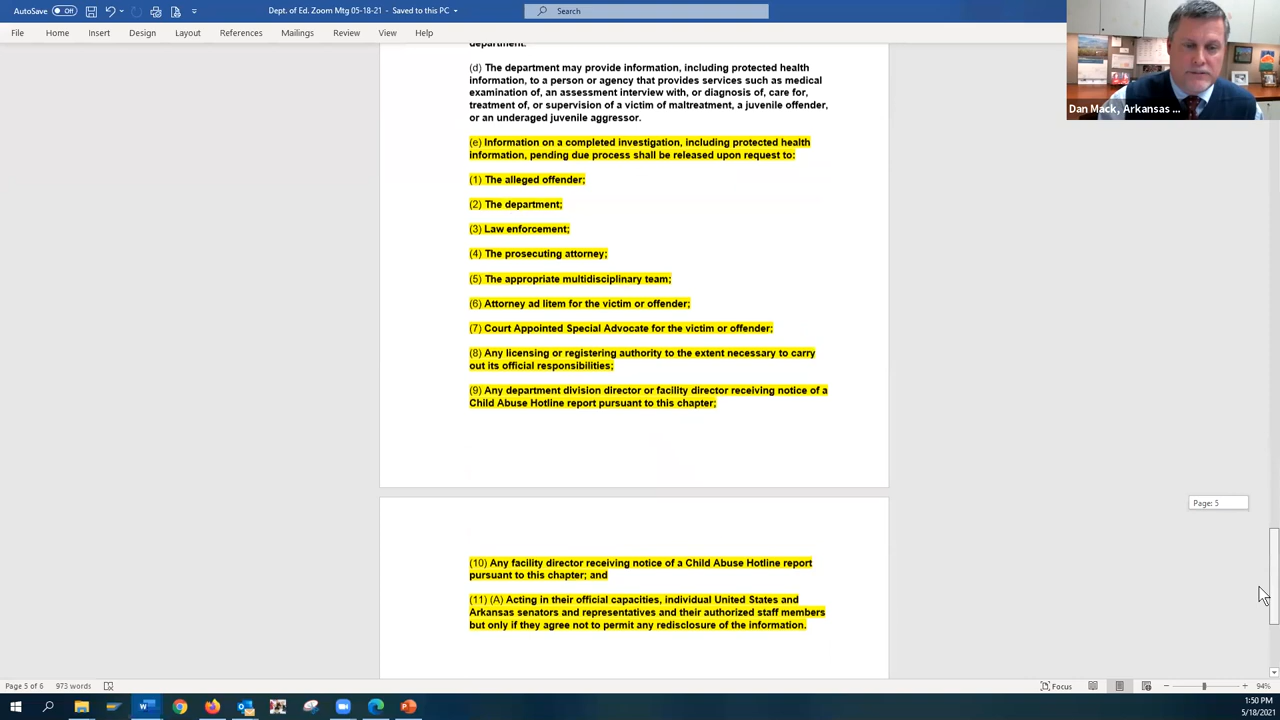 AutoSave Off
Dept. of Ed. Zoom Mtg 05-18-21 - Saved to this PC
Search
File Home Insert Design Layout References Mailings Review View Help
Dan Mack, Arkansas ...
department.
(d) The department may provide information, including protected health
information, to a person or agency that provides services such as medical
examination of, an assessment interview with, or diagnosis of, care for,
treatment of, or supervision of a victim of maltreatment, a juvenile offender,
or an underaged juvenile aggressor.
(e) Information on a completed investigation, including protected health
information, pending due process shall be released upon request to:
(1) The alleged offender;
(2) The department;
(3) Law enforcement;
(4) The prosecuting attorney;
(5) The appropriate multidisciplinary team;
(6) Attorney ad litem for the victim or offender;
(7) Court Appointed Special Advocate for the victim or offender;
(8) Any licensing or registering authority to the extent necessary to carry
out its official responsibilities;
(9) Any department division director or facility director receiving notice of a
Child Abuse Hotline report pursuant to this chapter;
Page: 5
(10) Any facility director receiving notice of a Child Abuse Hotline report
pursuant to this chapter; and
(11) (A) Acting in their official capacities, individual United States and
Arkansas senators and representatives and their authorized staff members
but only if they agree not to permit any redisclosure of the information.
Page 5 of 6 973 words Focus 94%
1:50 PM
5/18/2021